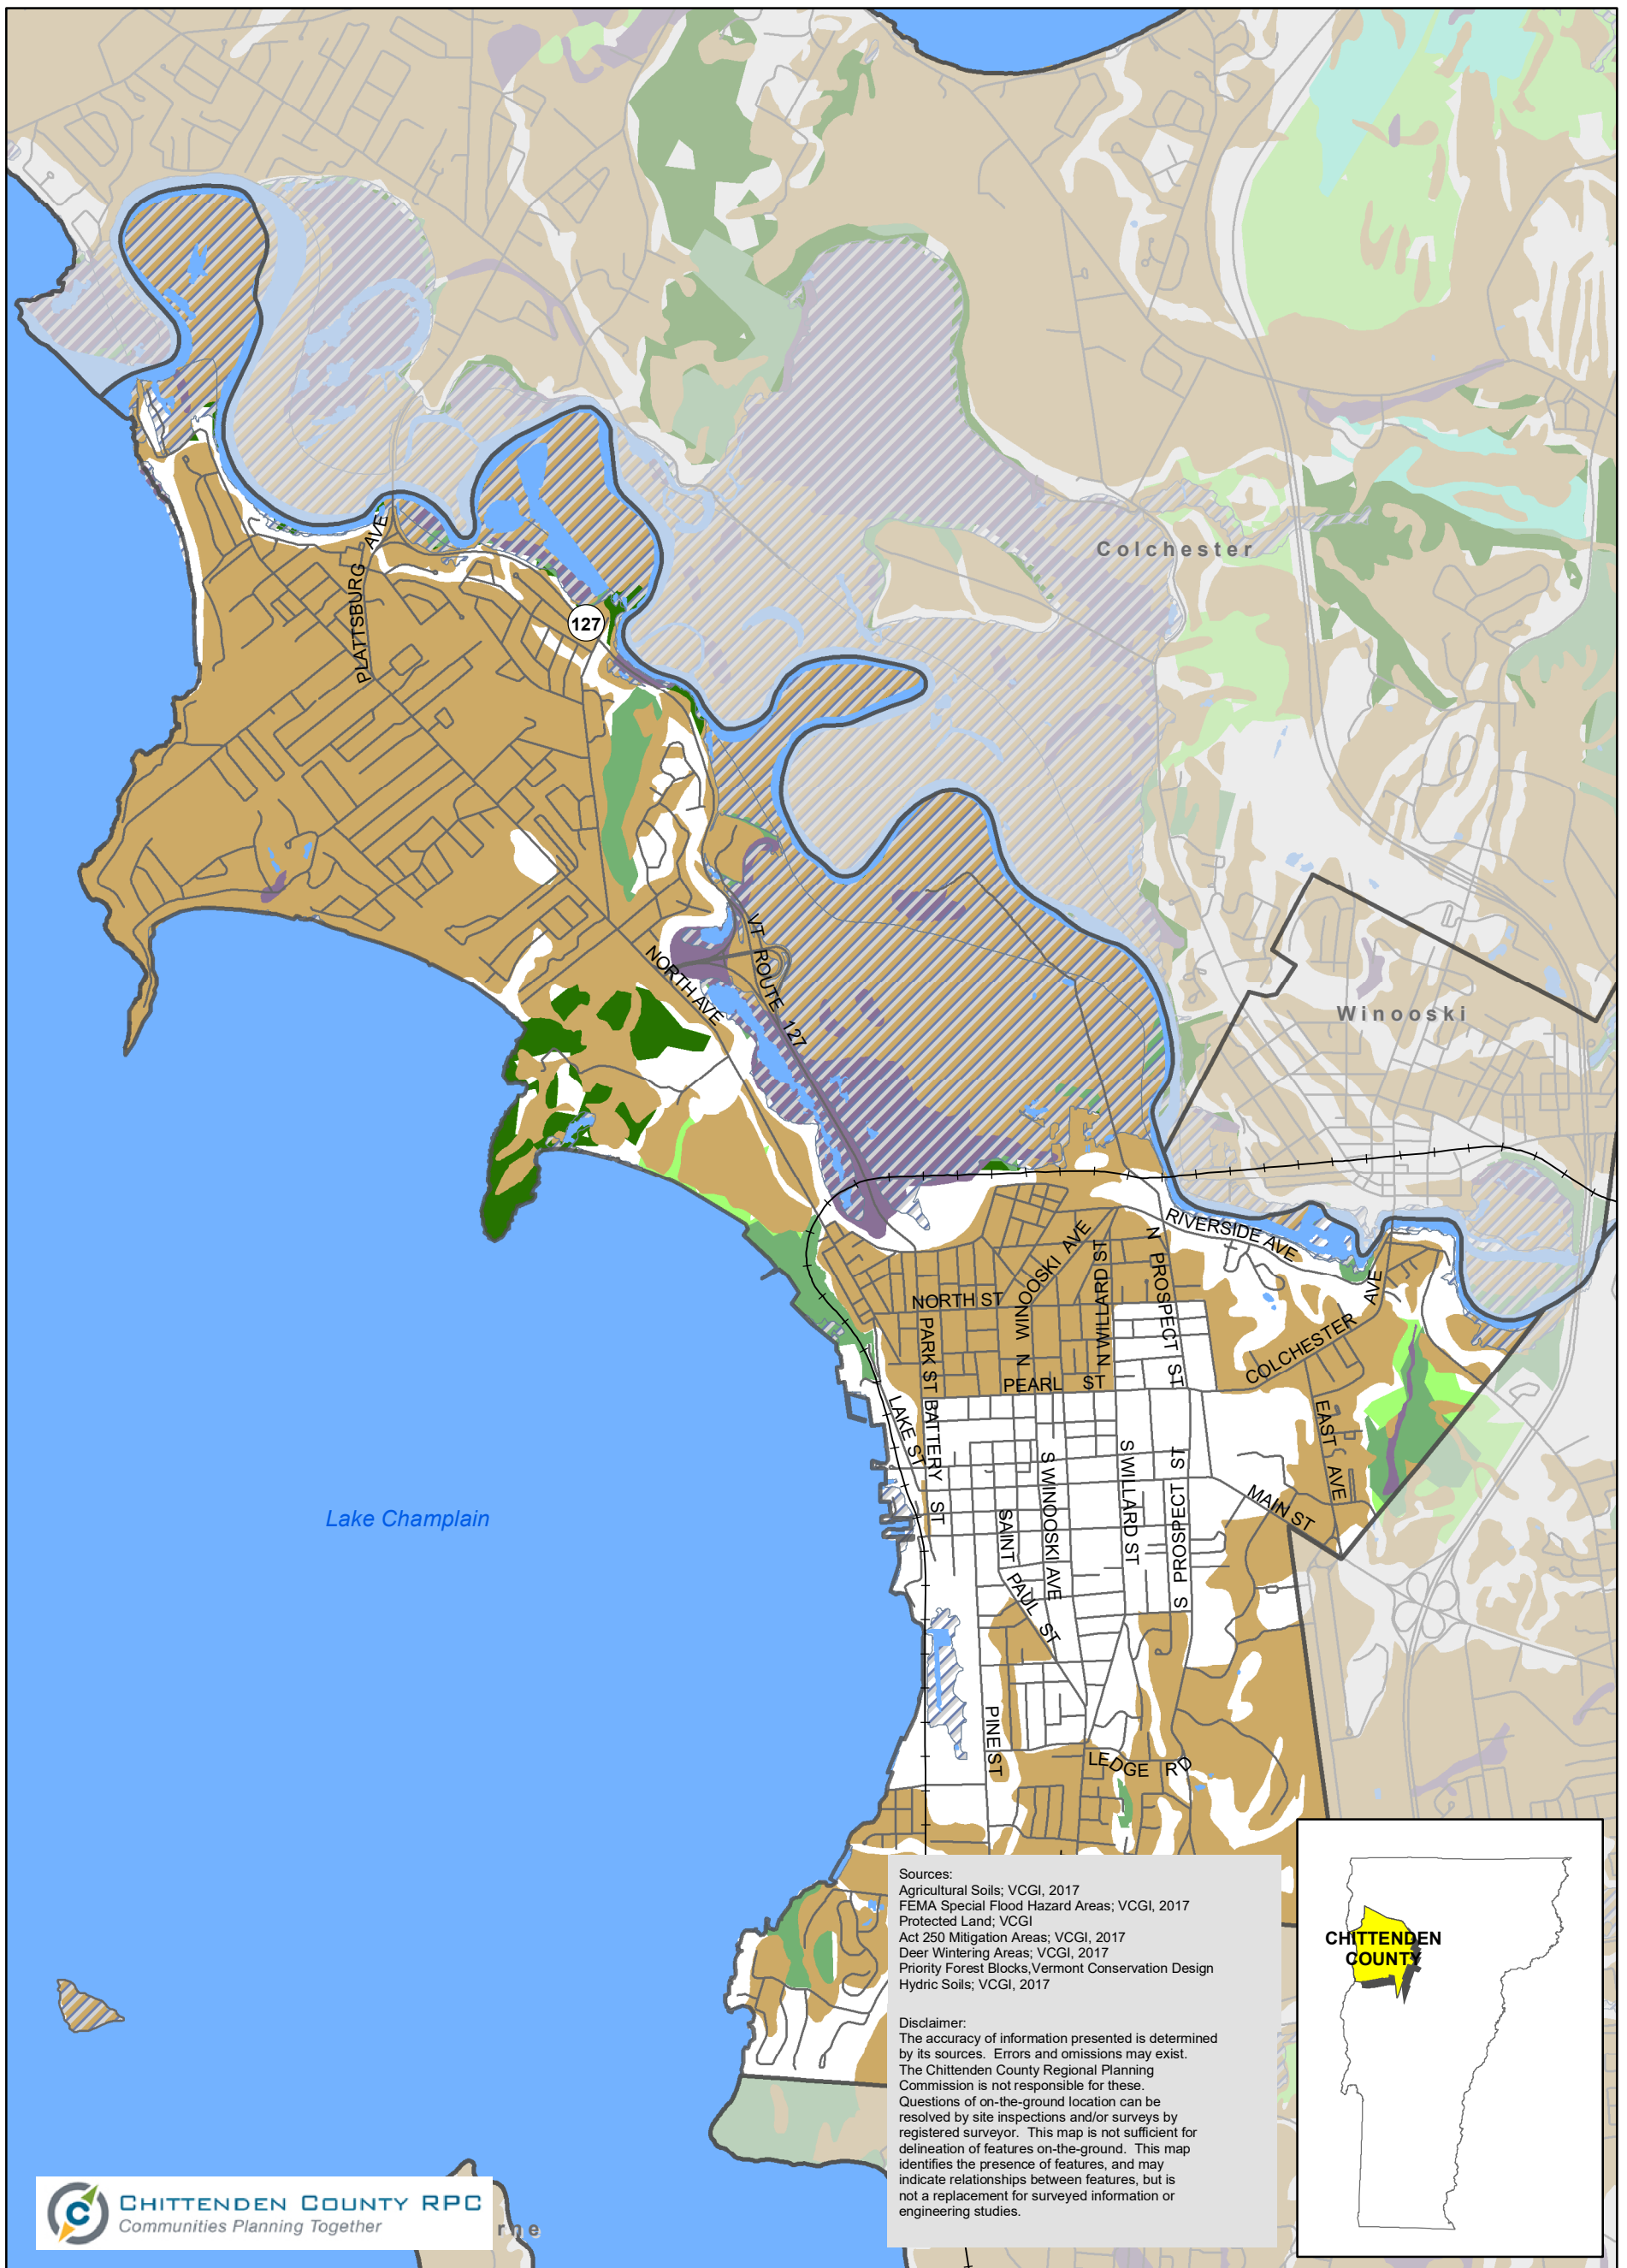 Colchester
PLATTSBURG AVE
127
VT ROUTE 127
NORTH AVE
Winooski
RIVERSIDE AVE
N WINOOSKI AVE
N WILLARD ST
N PROSPECT ST
NORTH ST
PARK ST
COLCHESTER AVE
PEARL ST
LAKE ST
BATTERY ST
EAST AVE
S WINOOSKI AVE
S WILLARD ST
S PROSPECT ST
MAIN ST
Lake Champlain
SAINT PAUL ST
PINE ST
LEDGE RD
Sources:
Agricultural Soils; VCGI, 2017
FEMA Special Flood Hazard Areas; VCGI, 2017
Protected Land; VCGI
Act 250 Mitigation Areas; VCGI, 2017
Deer Wintering Areas; VCGI, 2017
Priority Forest Blocks,Vermont Conservation Design
Hydric Soils; VCGI, 2017
Disclaimer:
The accuracy of information presented is determined
by its sources. Errors and omissions may exist.
The Chittenden County Regional Planning
Commission is not responsible for these.
Questions of on-the-ground location can be
resolved by site inspections and/or surveys by
registered surveyor. This map is not sufficient for
delineation of features on-the-ground. This map
identifies the presence of features, and may
indicate relationships between features, but is
not a replacement for surveyed information or
engineering studies.
CHITTENDEN
COUNTY
C
CHITTENDEN COUNTY RPC
Communities Planning Together
rne